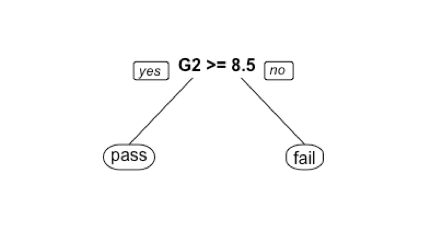 yes G2 >= 8.5 no
pass fail